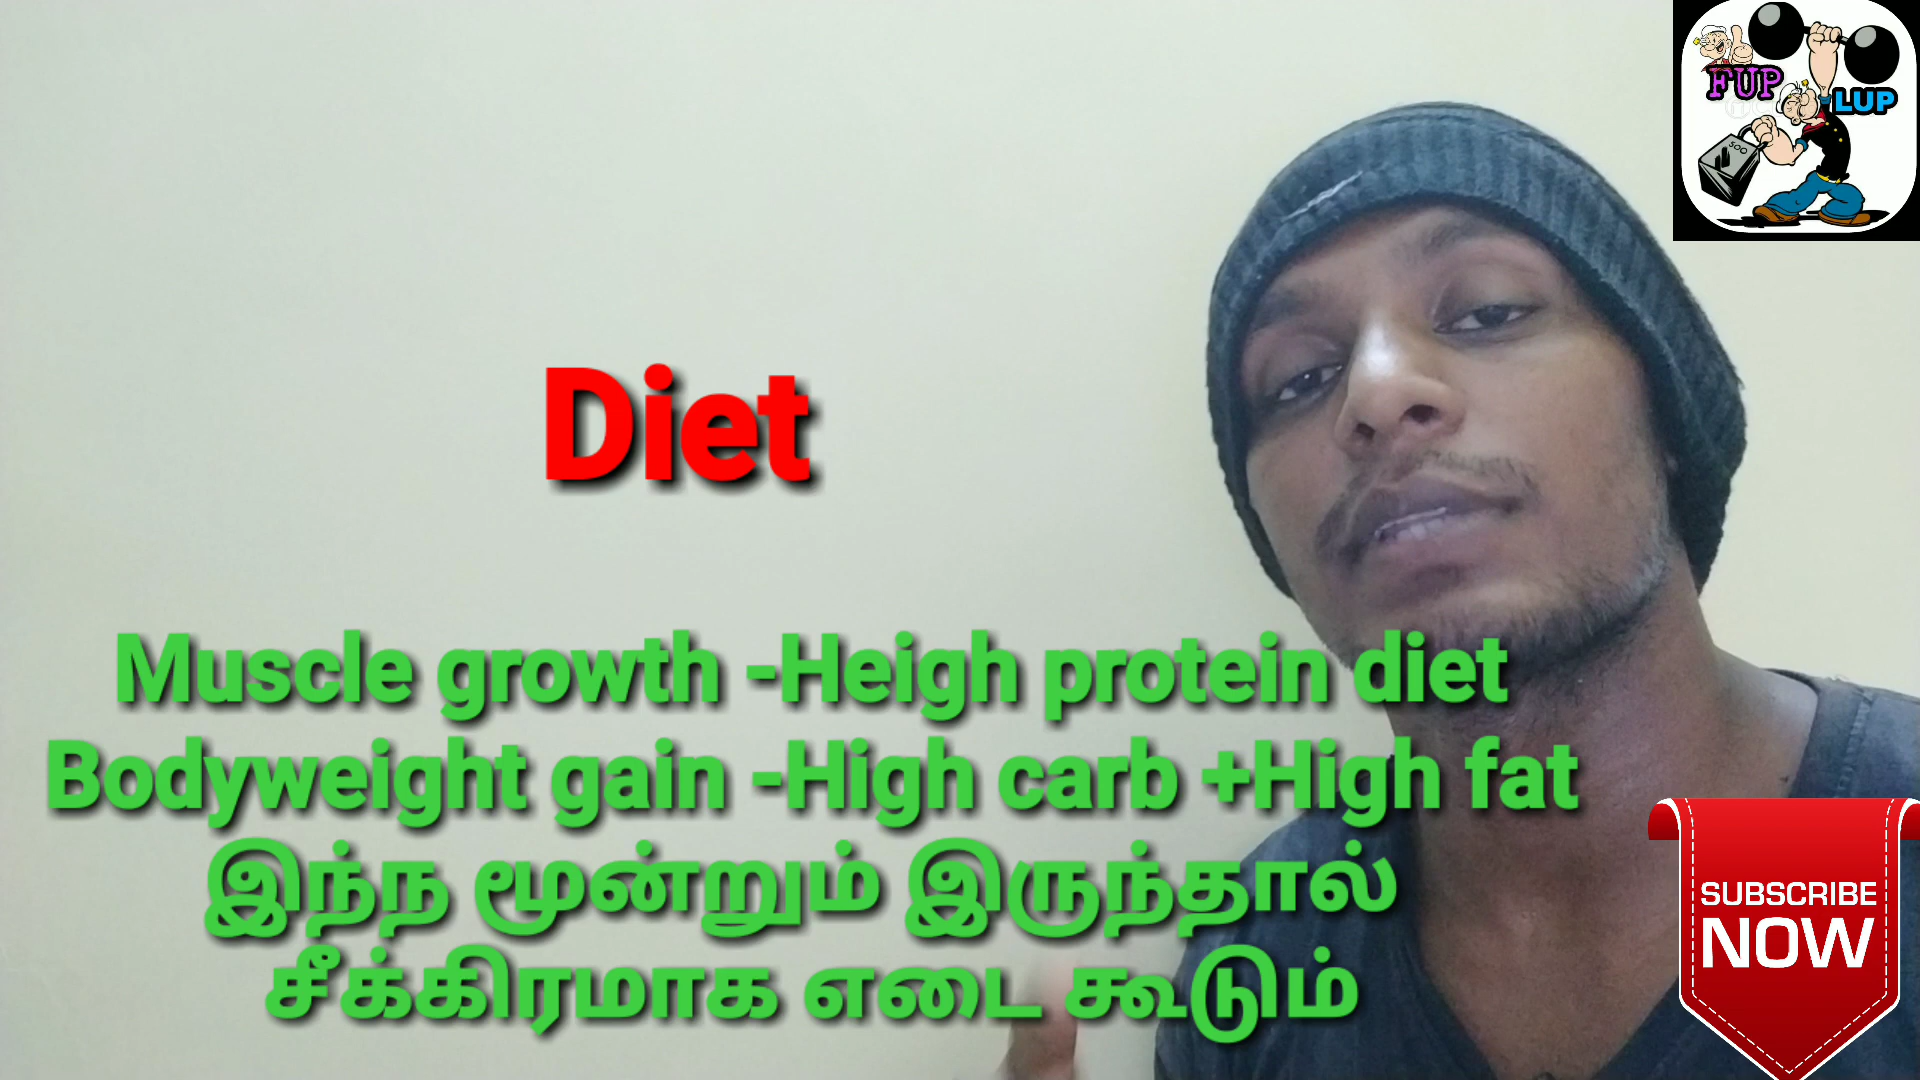 FUP
LUP
500
Diet
Muscle growth -Heigh protein diet
Bodyweight gain -High carb +High fat
இந்ந மூன்றும் இருந்தால்
சீக்கிரமாக எடை கூடும்
SUBSCRIBE
NOW